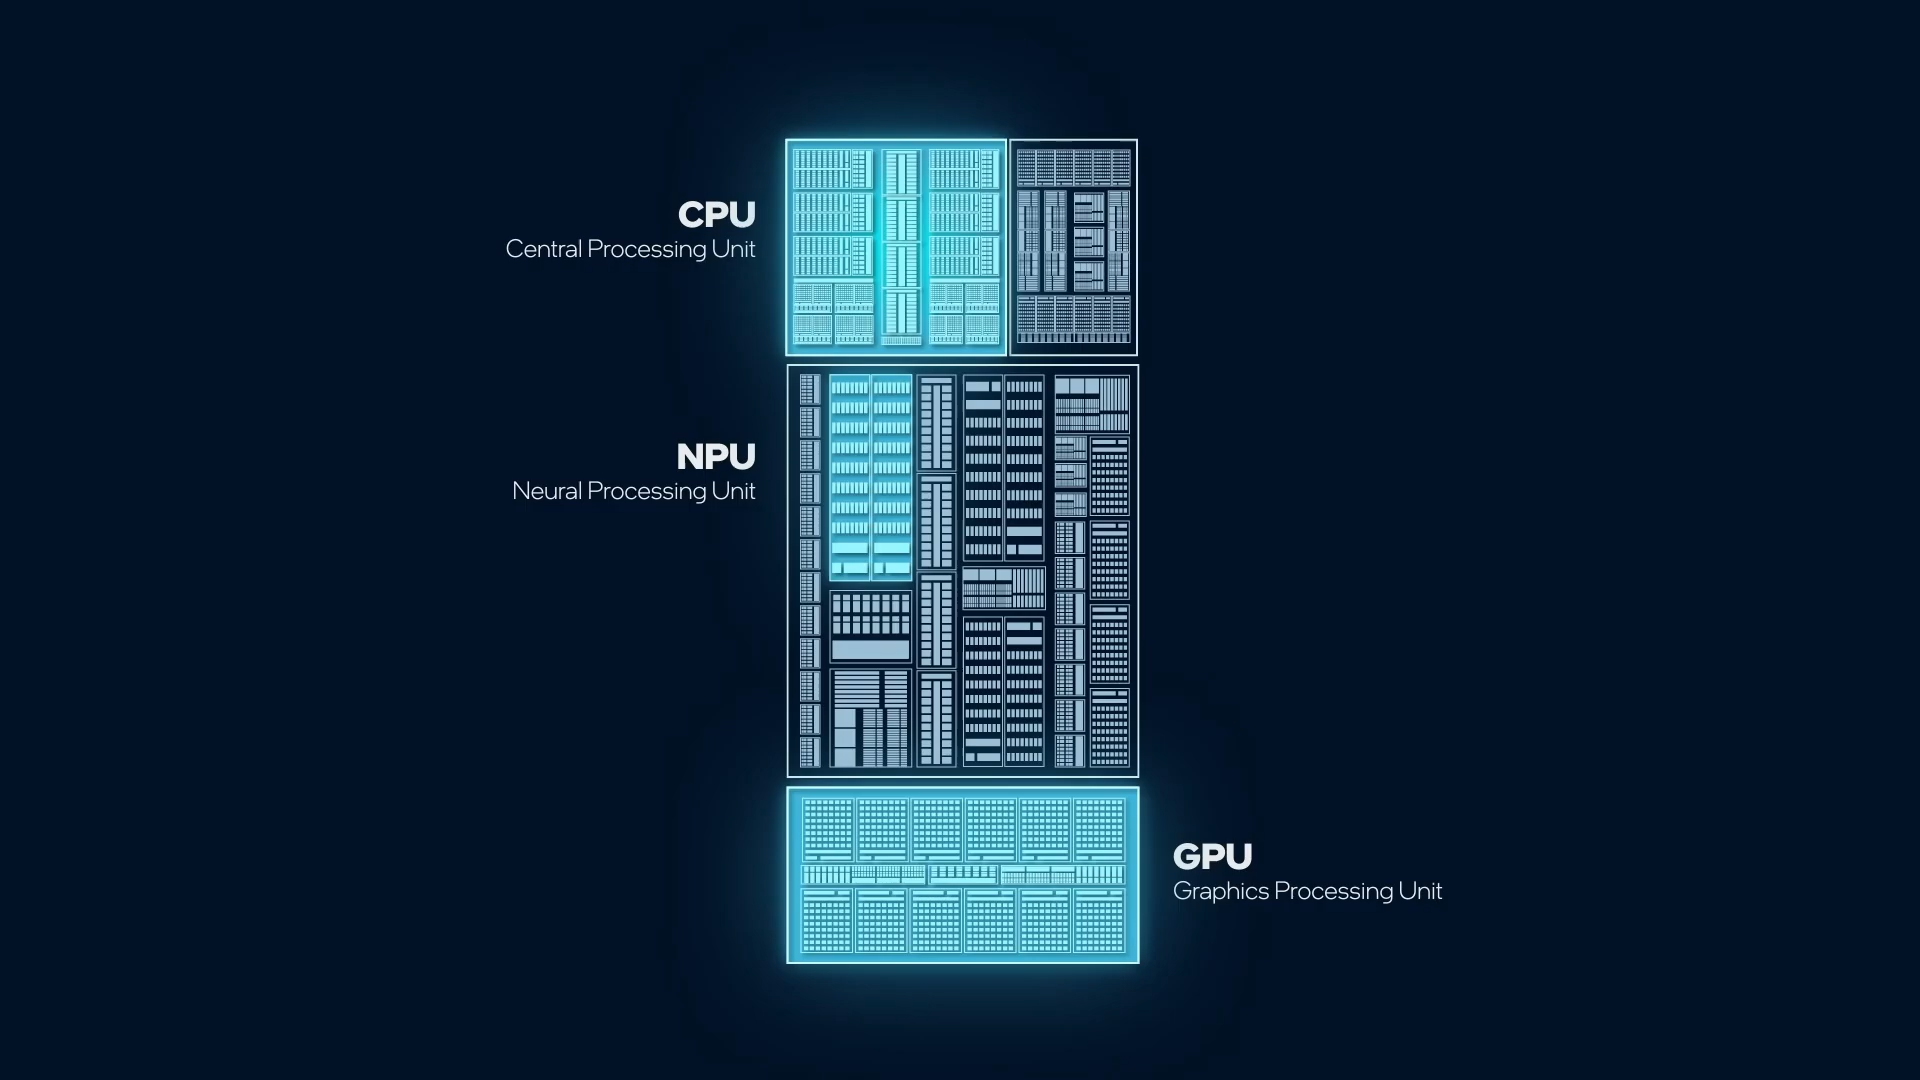 CPU
Central Processing Unit
NPU
Neural Processing Unit
GPU
Graphics Processing Unit